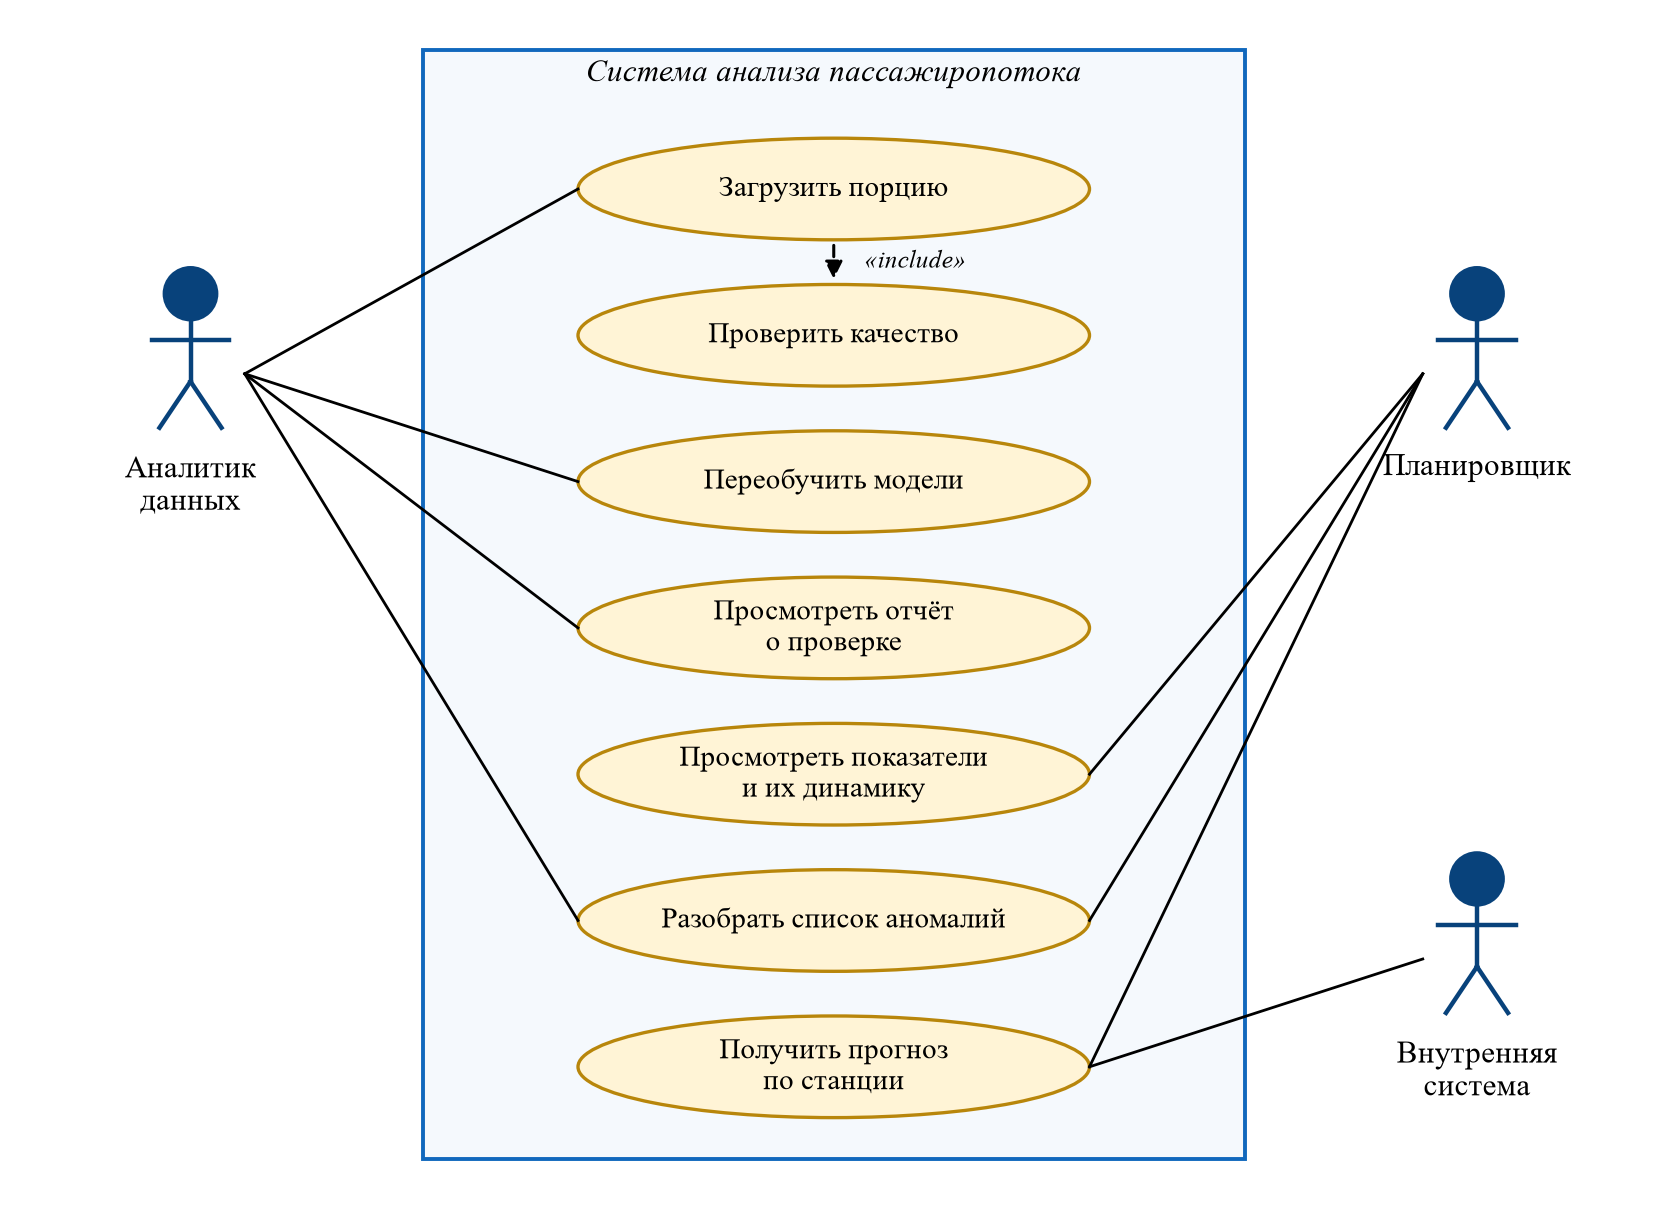 Система анализа пассажиропотока
Загрузить порцию
«include»
Проверить качество
Аналитик
данных
Планировщик
Переобучить модели
Просмотреть отчёт
о проверке
Просмотреть показатели
и их динамику
Разобрать список аномалий
Получить прогноз
по станции
Внутренняя
система